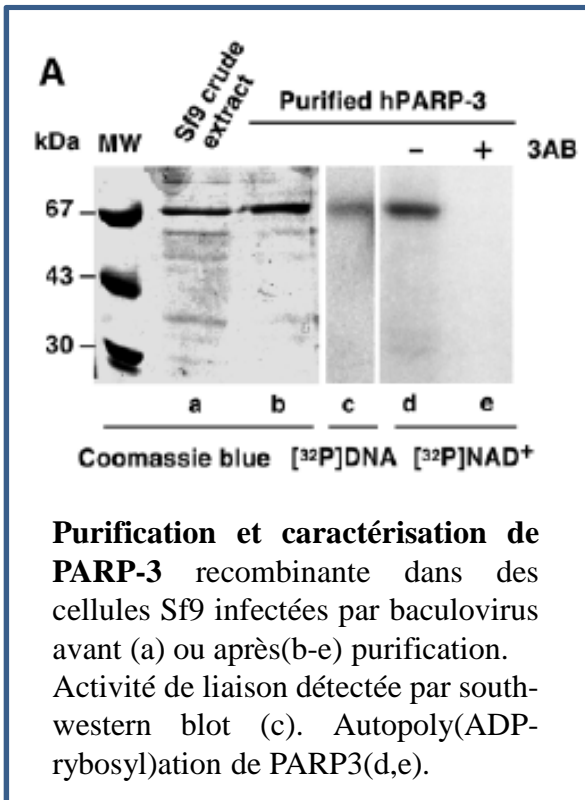 A
Sf9 crude
extract
Purified hPARP-3
kDa MW – + 3AB
67
43
30
a b c d e
Coomassie blue [³²P]DNA [³²P]NAD⁺
Purification et caractérisation de
PARP-3 recombinante dans des
cellules Sf9 infectées par baculovirus
avant (a) ou après(b-e) purification.
Activité de liaison détectée par south-
western blot (c). Autopoly(ADP-
rybosyl)ation de PARP3(d,e).